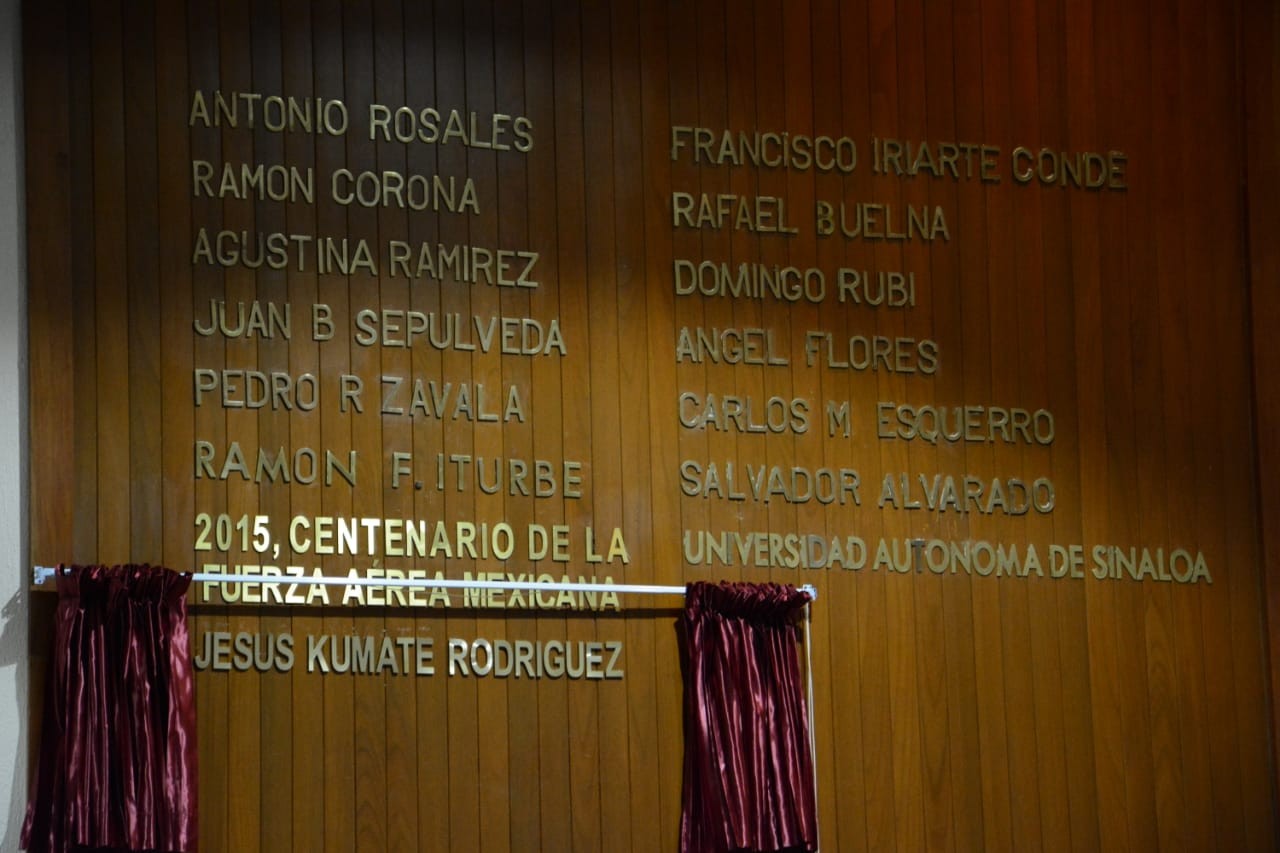 ANTONIO ROSALES
RAMON CORONA
AGUSTINA RAMIREZ
JUAN B SEPULVEDA
PEDRO R ZAVALA
RAMON F. ITURBE
2015, CENTENARIO DE LA
FUERZA AÉREA MEXICANA
JESUS KUMATE RODRIGUEZ
FRANCISCO IRIARTE CONDE
RAFAEL BUELNA
DOMINGO RUBI
ANGEL FLORES
CARLOS M ESQUERRO
SALVADOR ALVARADO
UNIVERSIDAD AUTONOMA DE SINALOA